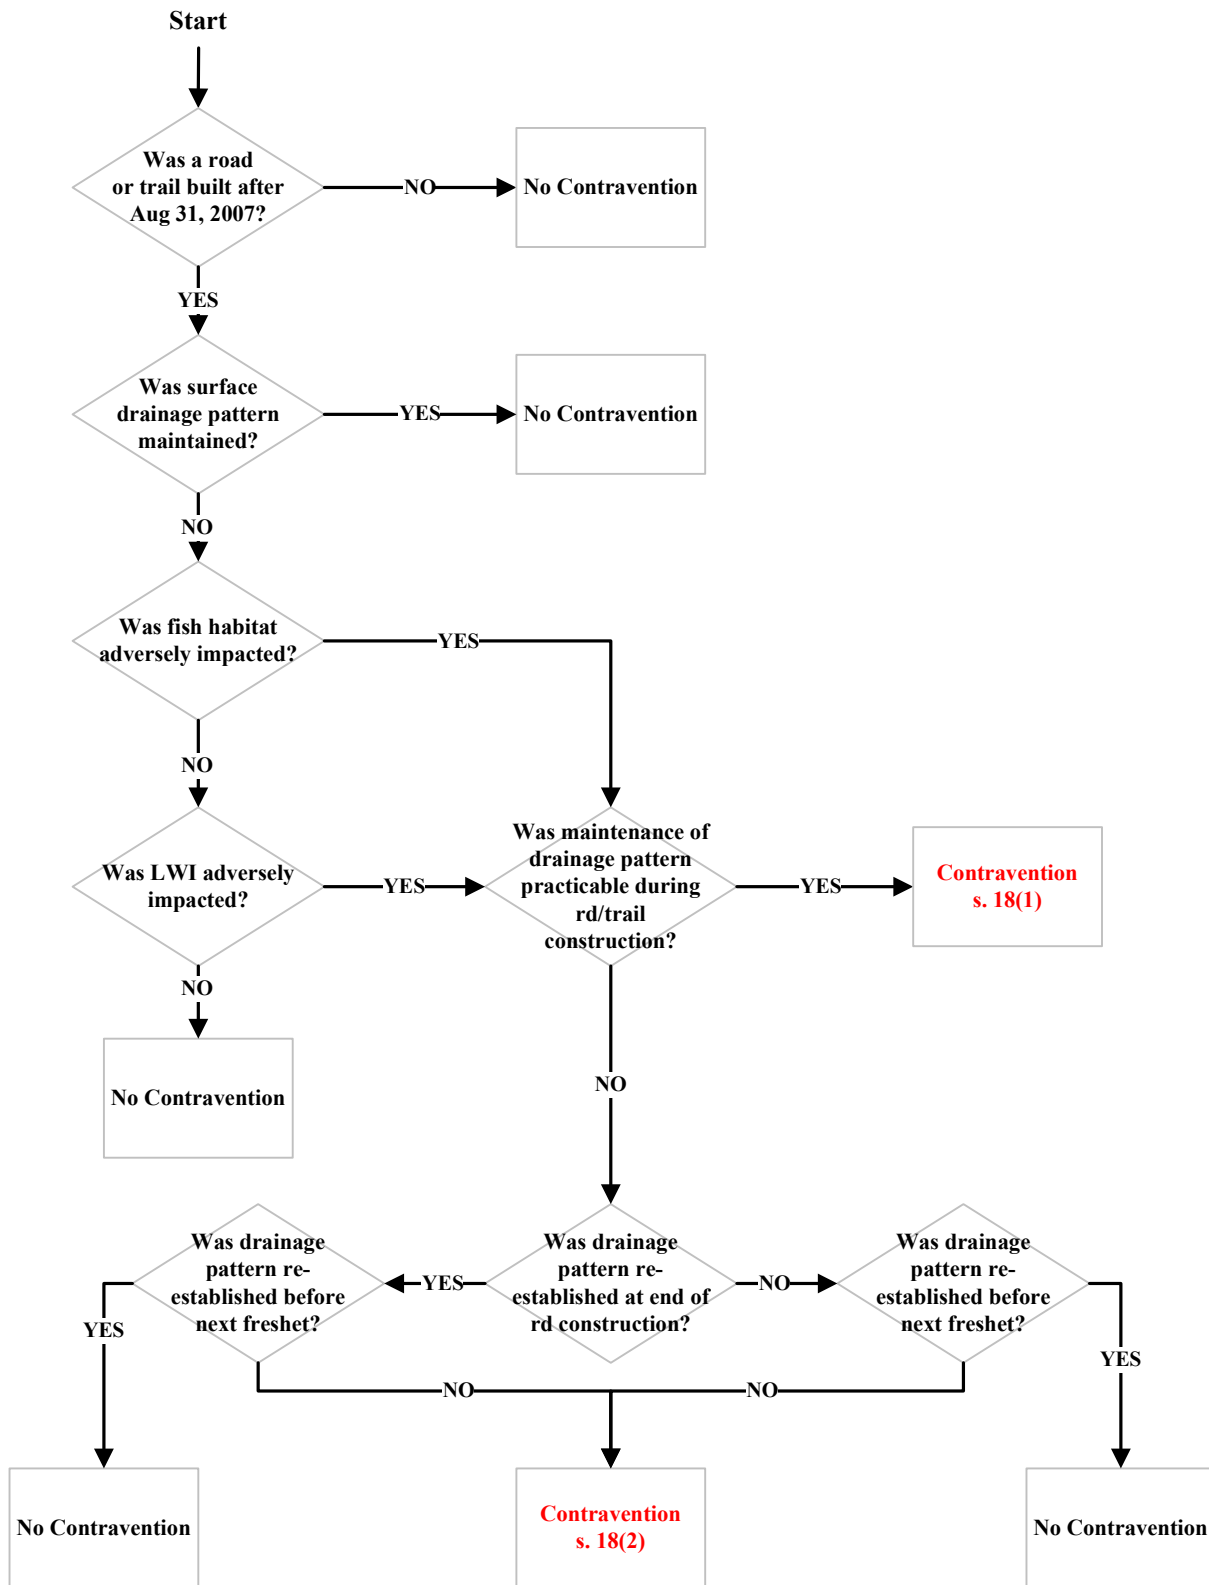 Start
Was a road
or trail built after
Aug 31, 2007?
NO
No Contravention
YES
Was surface
drainage pattern
maintained?
YES
No Contravention
NO
Was fish habitat
adversely impacted?
YES
NO
Was LWI adversely
impacted?
YES
Was maintenance of
drainage pattern
practicable during
rd/trail
construction?
YES
Contravention
s. 18(1)
NO
No Contravention
NO
Was drainage
pattern re-
established before
next freshet?
YES
Was drainage
pattern re-
established at end of
rd construction?
NO
Was drainage
pattern re-
established before
next freshet?
YES
YES
NO
NO
No Contravention
Contravention
s. 18(2)
No Contravention